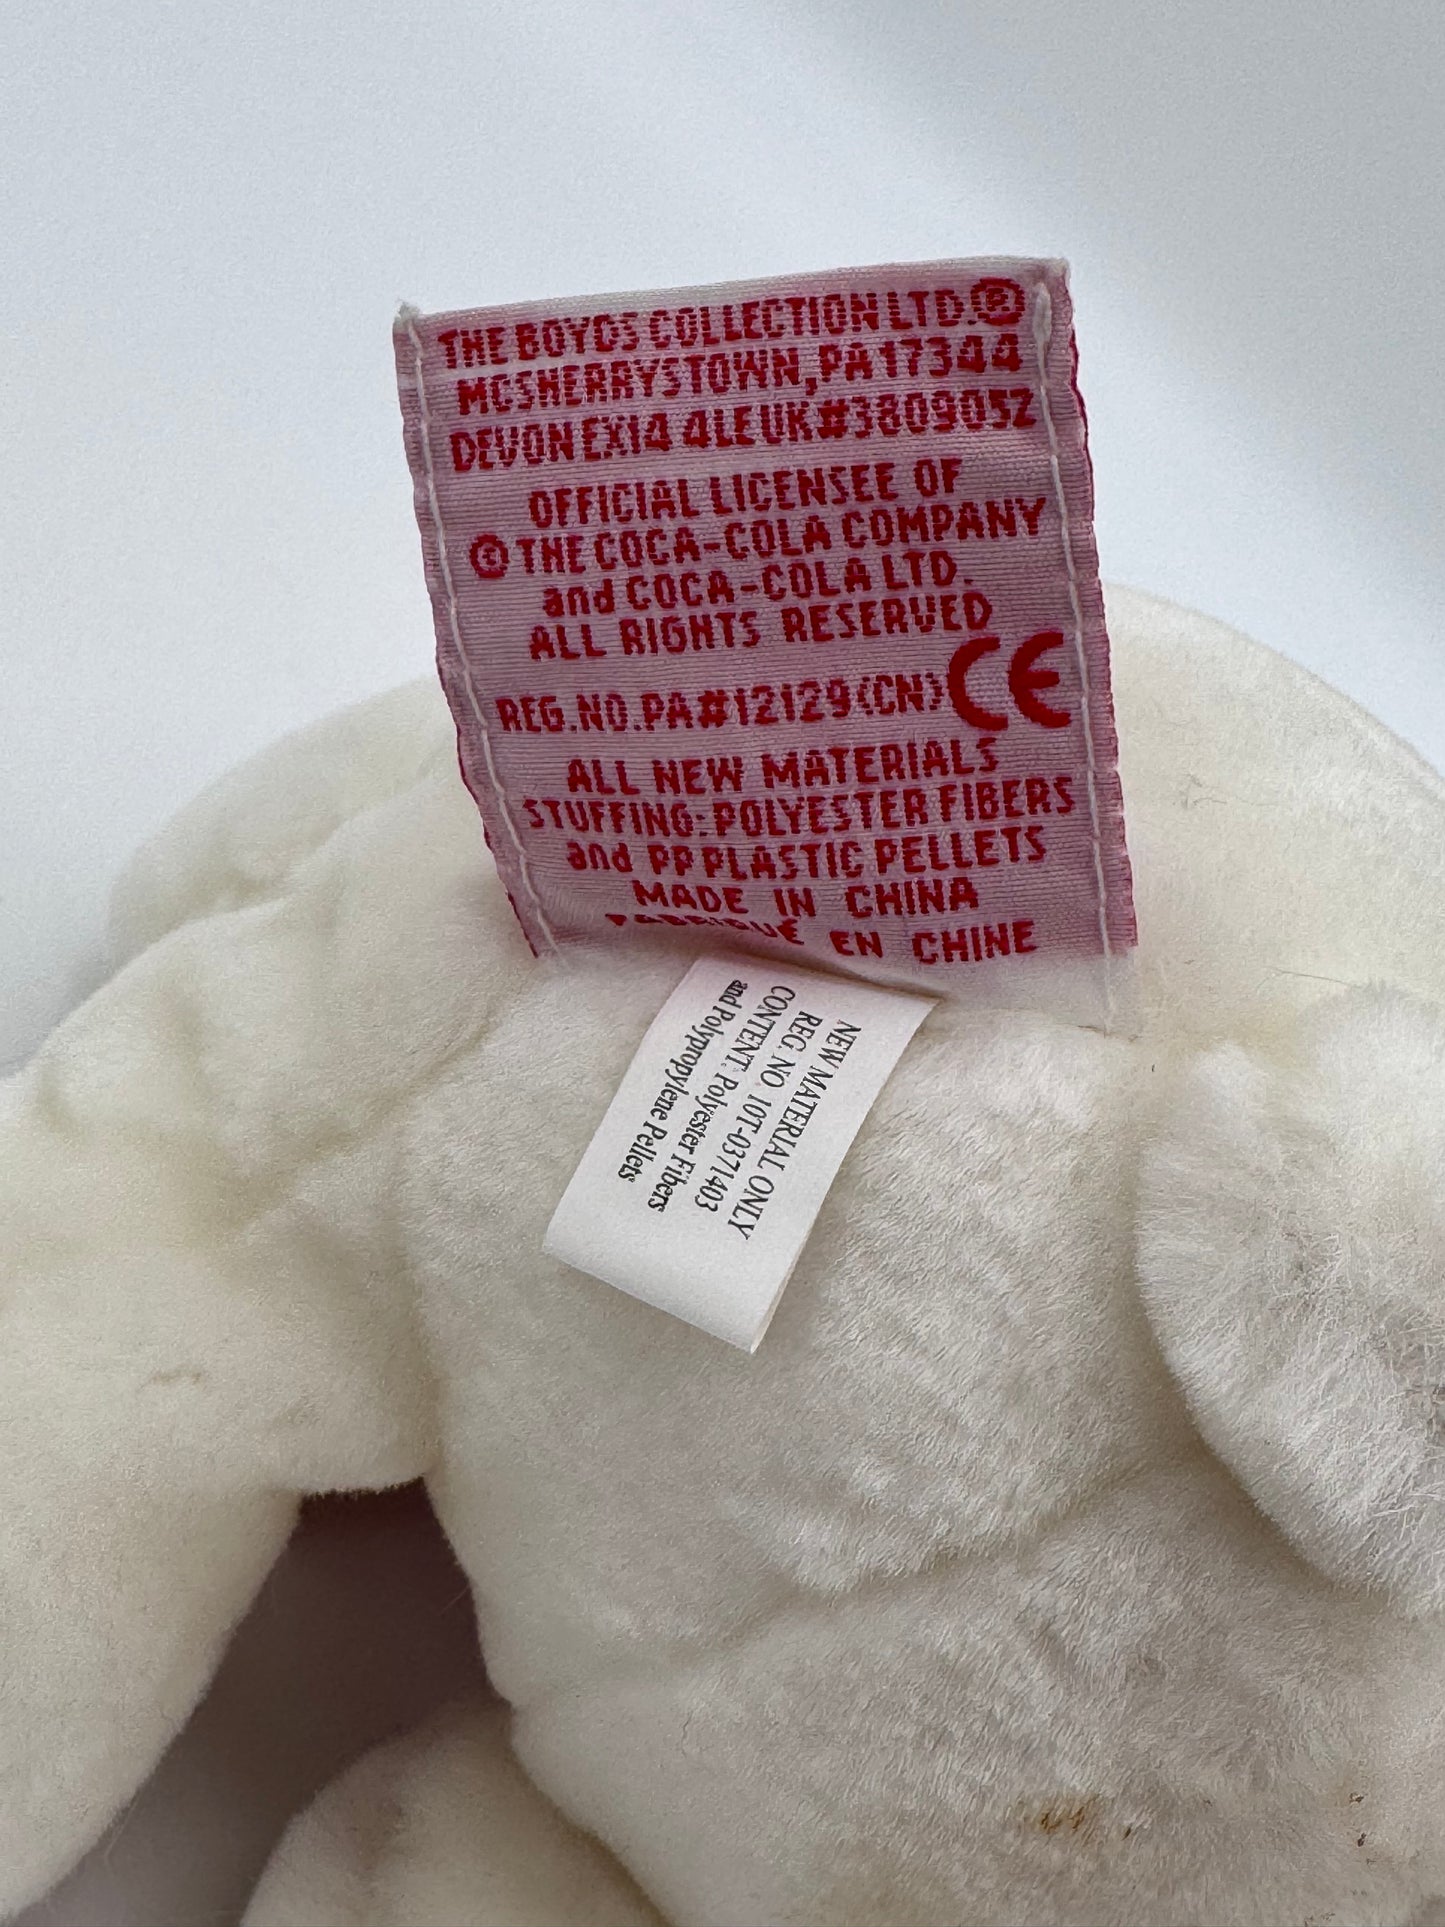 THE BOYDS COLLECTION LTD.®
MCSHERRYSTOWN, PA 17344
DEVON EX14 4LE UK#3809052
OFFICIAL LICENSEE OF
© THE COCA-COLA COMPANY
and COCA-COLA LTD.
ALL RIGHTS RESERVED
REG.NO.PA#12129(CN) CE
ALL NEW MATERIALS
STUFFING: POLYESTER FIBERS
and PP PLASTIC PELLETS
MADE IN CHINA
FABRIQUÉ EN CHINE
NEW MATERIAL ONLY
REG. NO 10T-0371403
CONTENT: Polyester Fibers
and Polypropylene Pellets